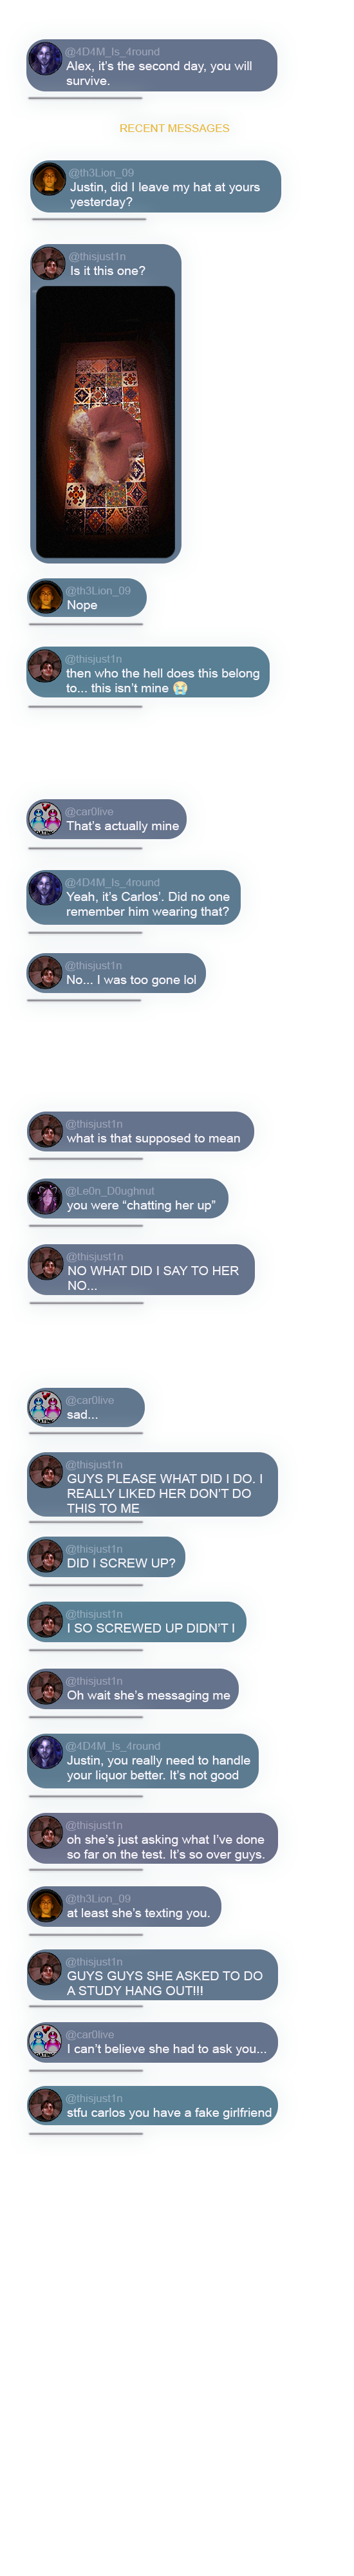 @4D4M_Is_4round
Alex, it's the second day, you will
survive.
RECENT MESSAGES
@th3Lion_09
Justin, did I leave my hat at yours
yesterday?
@thisjust1n
Is it this one?
@th3Lion_09
Nope
@thisjust1n
then who the hell does this belong
to... this isn't mine 😭
@car0live
That's actually mine
@4D4M_Is_4round
Yeah, it's Carlos'. Did no one
remember him wearing that?
@thisjust1n
No... I was too gone lol
@thisjust1n
what is that supposed to mean
@Le0n_D0ughnut
you were “chatting her up”
@thisjust1n
NO WHAT DID I SAY TO HER
NO...
@car0live
sad...
@thisjust1n
GUYS PLEASE WHAT DID I DO. I
REALLY LIKED HER DON'T DO
THIS TO ME
@thisjust1n
DID I SCREW UP?
@thisjust1n
I SO SCREWED UP DIDN'T I
@thisjust1n
Oh wait she's messaging me
@4D4M_Is_4round
Justin, you really need to handle
your liquor better. It's not good
@thisjust1n
oh she's just asking what I've done
so far on the test. It's so over guys.
@th3Lion_09
at least she's texting you.
@thisjust1n
GUYS GUYS SHE ASKED TO DO
A STUDY HANG OUT!!!
@car0live
I can't believe she had to ask you...
@thisjust1n
stfu carlos you have a fake girlfriend